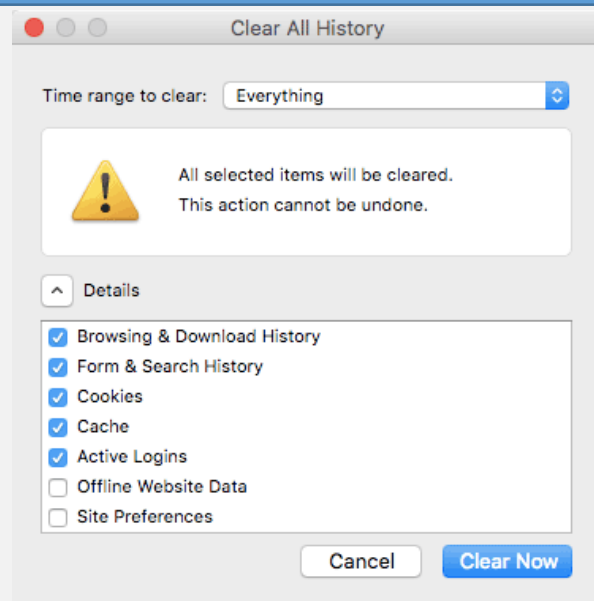 Clear All History
Time range to clear: Everything
All selected items will be cleared.
This action cannot be undone.
Details
Browsing & Download History
Form & Search History
Cookies
Cache
Active Logins
Offline Website Data
Site Preferences
Cancel Clear Now